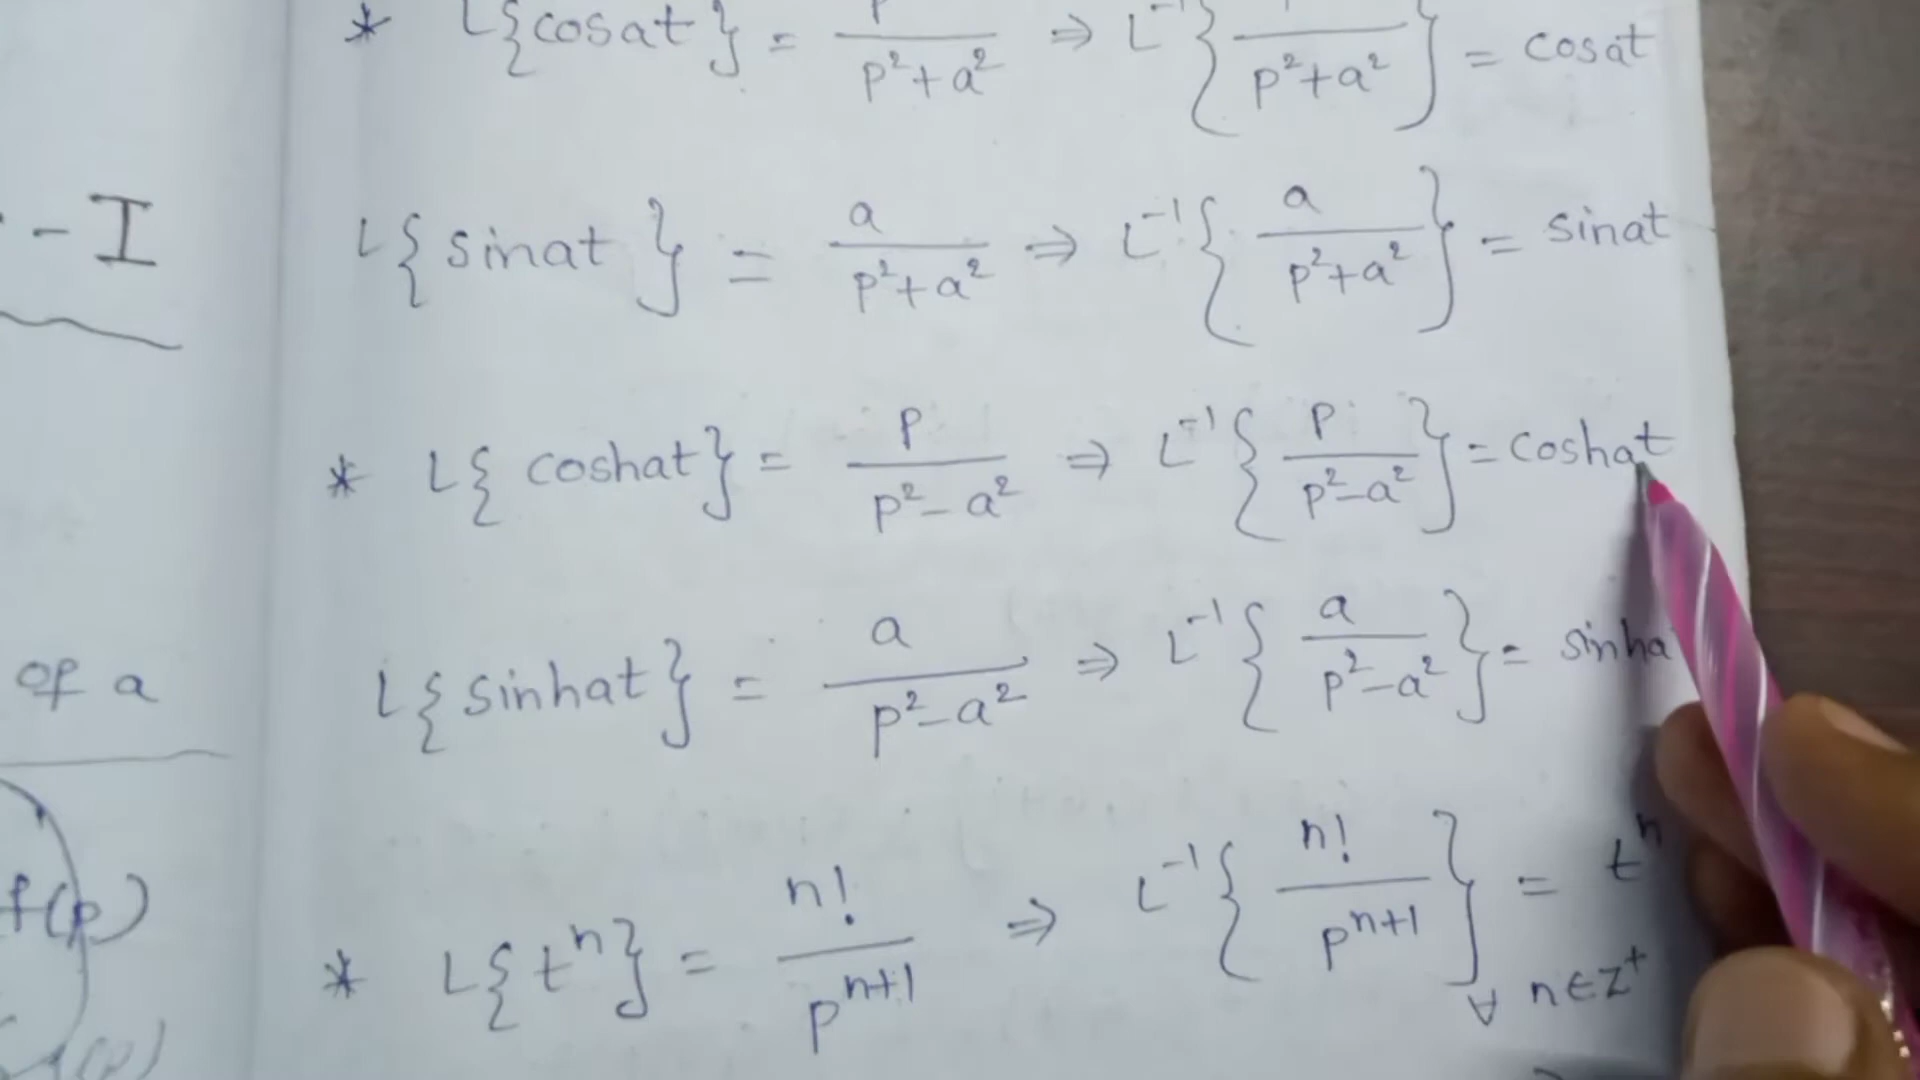 * L{cosat} = p/(p²+a²) ⇒ L⁻¹{p/(p²+a²)} = cosat
L{sinat} = a/(p²+a²) ⇒ L⁻¹{a/(p²+a²)} = sinat
* L{coshat} = p/(p²-a²) ⇒ L⁻¹{p/(p²-a²)} = coshat
L{sinhat} = a/(p²-a²) ⇒ L⁻¹{a/(p²-a²)} = sinha
* L{tⁿ} = n!/pⁿ⁺¹ ⇒ L⁻¹{n!/pⁿ⁺¹} = tⁿ
∀ n∈Z⁺
-I
of a
f(p)
(p)